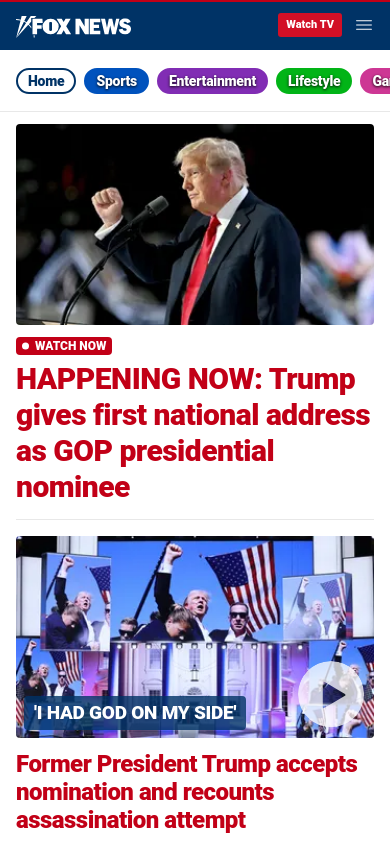 FOX NEWS
Watch TV
Home
Sports
Entertainment
Lifestyle
Ga
WATCH NOW
HAPPENING NOW: Trump
gives first national address
as GOP presidential
nominee
'I HAD GOD ON MY SIDE'
Former President Trump accepts
nomination and recounts
assassination attempt